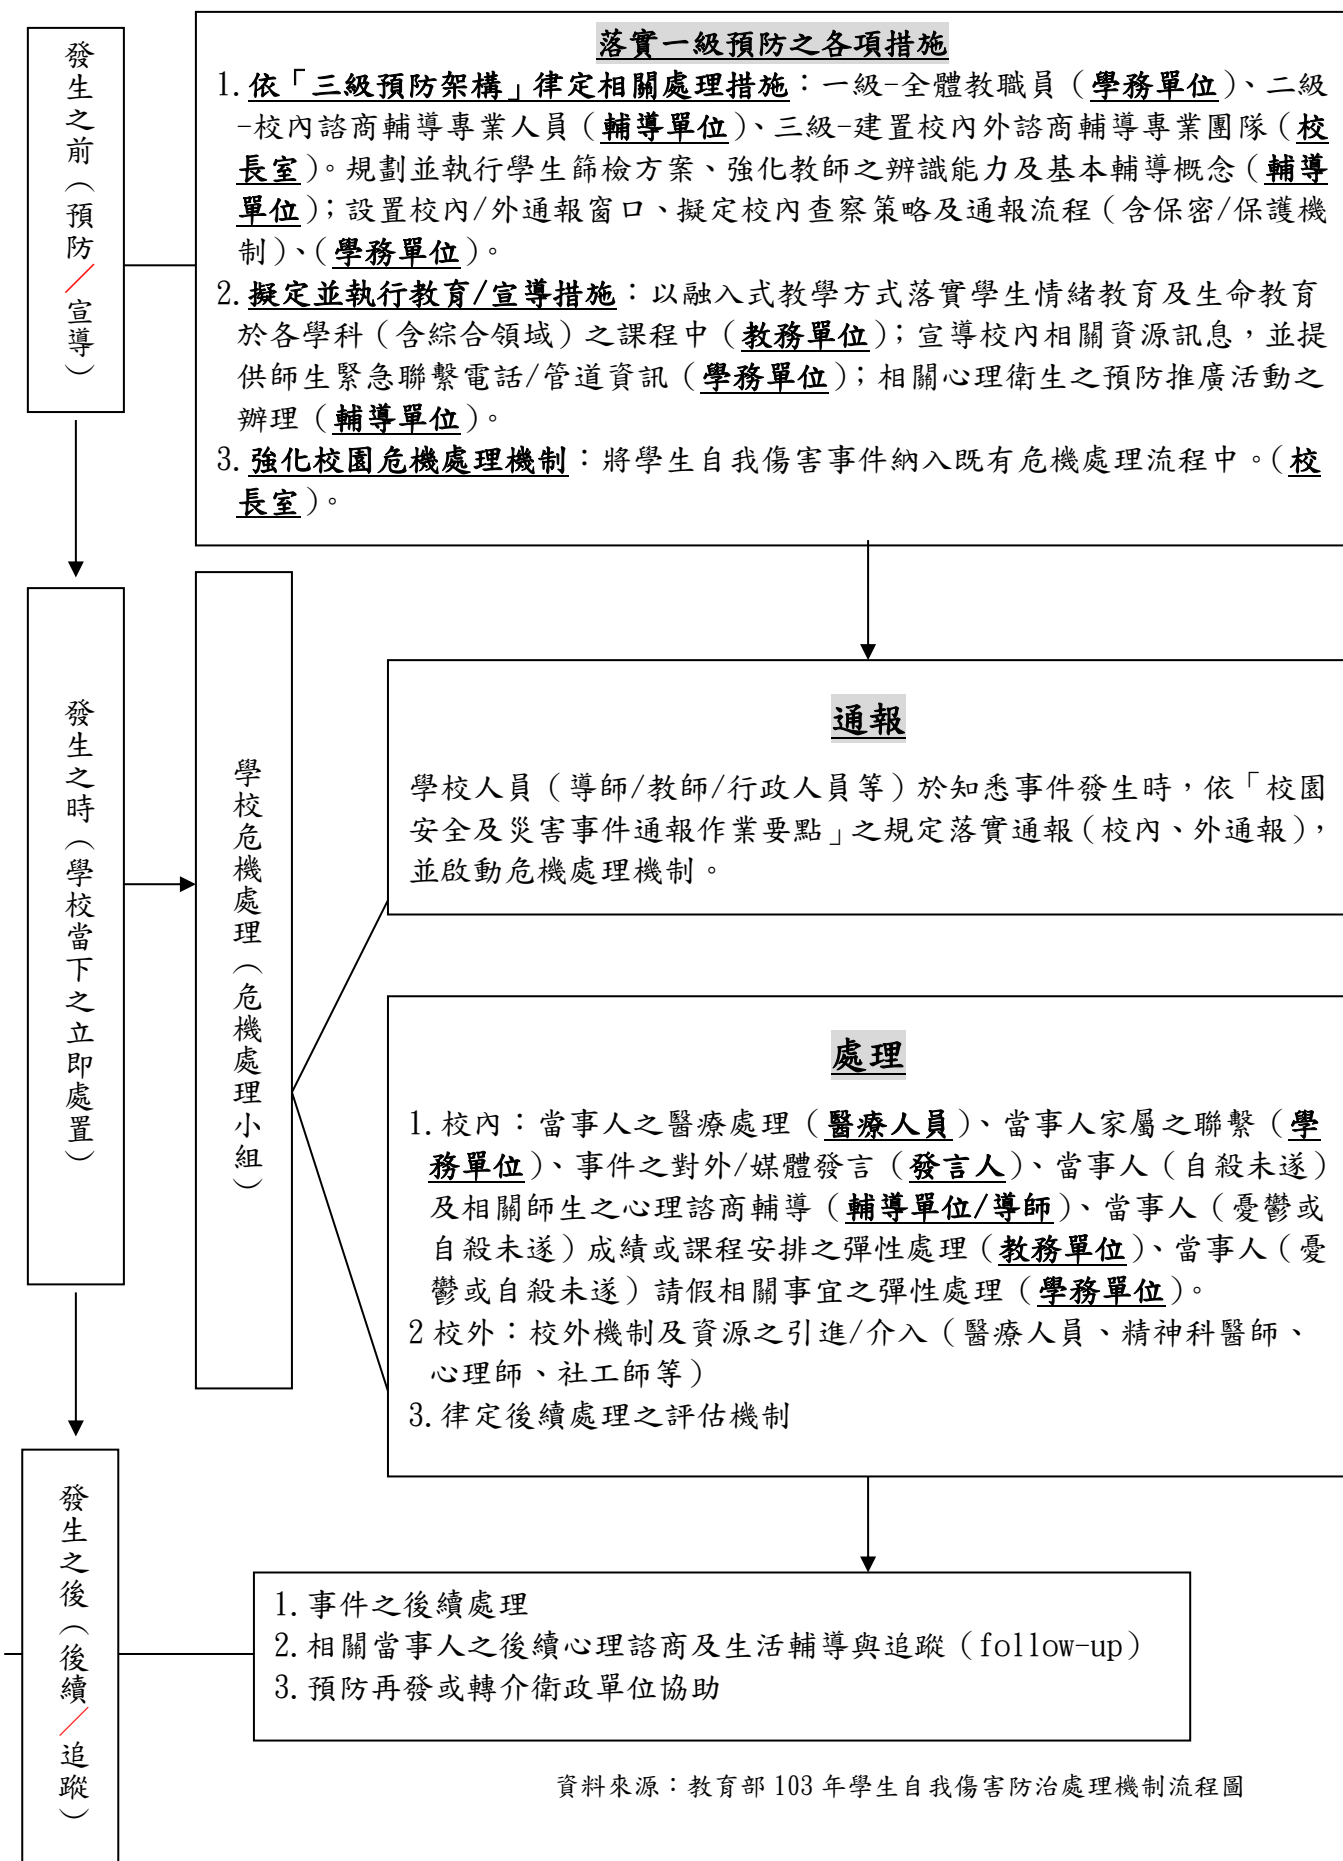 發生之前（預防／宣導）
落實一級預防之各項措施
1.依「三級預防架構」律定相關處理措施：一級-全體教職員（學務單位）、二級
-校內諮商輔導專業人員（輔導單位）、三級-建置校內外諮商輔導專業團隊（校
長室）。規劃並執行學生篩檢方案、強化教師之辨識能力及基本輔導概念（輔導
單位）；設置校內/外通報窗口、擬定校內查察策略及通報流程（含保密/保護機
制）、（學務單位）。
2.擬定並執行教育/宣導措施：以融入式教學方式落實學生情緒教育及生命教育
於各學科（含綜合領域）之課程中（教務單位）；宣導校內相關資源訊息，並提
供師生緊急聯繫電話/管道資訊（學務單位）；相關心理衛生之預防推廣活動之
辦理（輔導單位）。
3.強化校園危機處理機制：將學生自我傷害事件納入既有危機處理流程中。（校
長室）。
發生之時（學校當下之立即處置）
學校危機處理（危機處理小組）
通報
學校人員（導師/教師/行政人員等）於知悉事件發生時，依「校園
安全及災害事件通報作業要點」之規定落實通報（校內、外通報），
並啟動危機處理機制。
處理
1.校內：當事人之醫療處理（醫療人員）、當事人家屬之聯繫（學
務單位）、事件之對外/媒體發言（發言人）、當事人（自殺未遂）
及相關師生之心理諮商輔導（輔導單位/導師）、當事人（憂鬱或
自殺未遂）成績或課程安排之彈性處理（教務單位）、當事人（憂
鬱或自殺未遂）請假相關事宜之彈性處理（學務單位）。
2 校外：校外機制及資源之引進/介入（醫療人員、精神科醫師、
心理師、社工師等）
3.律定後續處理之評估機制
發生之後（後續／追蹤）
1.事件之後續處理
2.相關當事人之後續心理諮商及生活輔導與追蹤（follow-up）
3.預防再發或轉介衛政單位協助
資料來源：教育部 103 年學生自我傷害防治處理機制流程圖